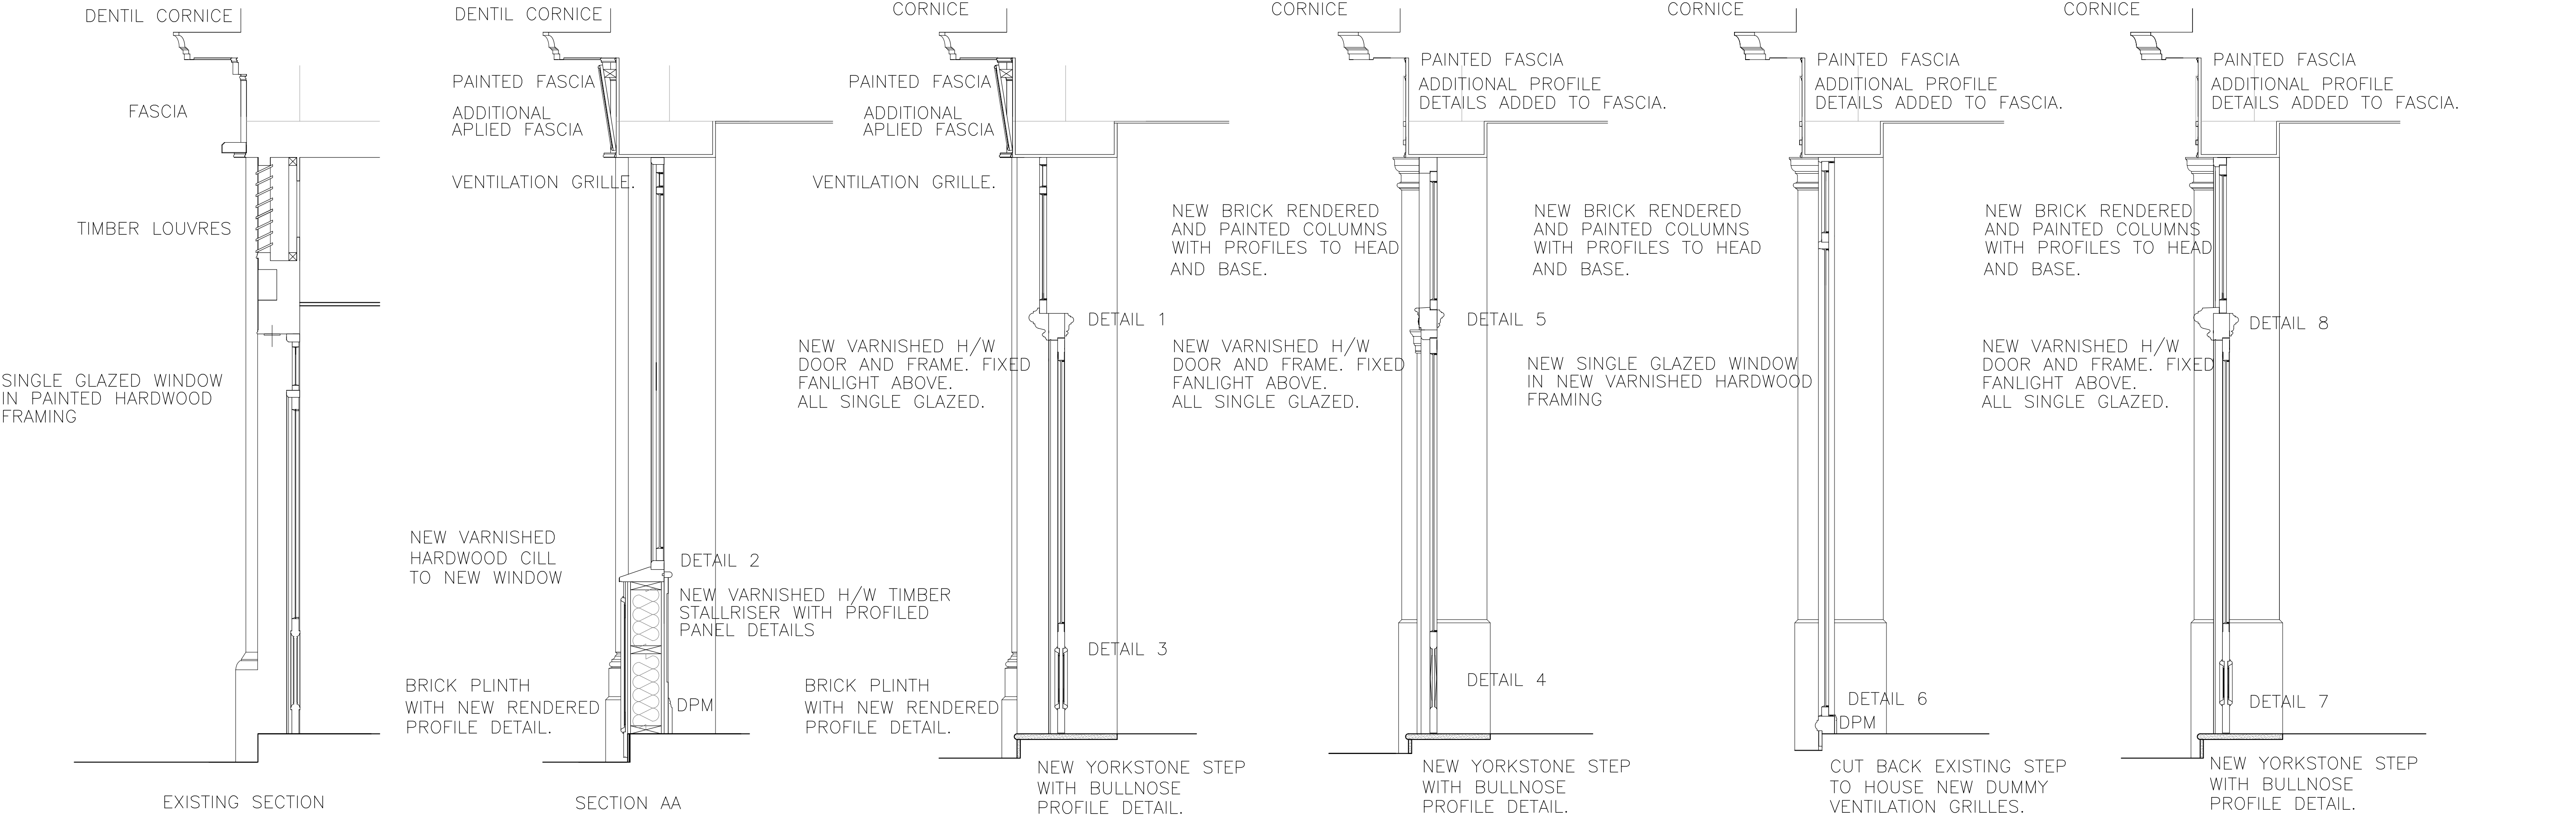 DENTIL CORNICE
FASCIA
TIMBER LOUVRES
SINGLE GLAZED WINDOW
IN PAINTED HARDWOOD
FRAMING
EXISTING SECTION
DENTIL CORNICE
PAINTED FASCIA
ADDITIONAL
APLIED FASCIA
VENTILATION GRILLE.
NEW VARNISHED
HARDWOOD CILL
TO NEW WINDOW
DETAIL 2
NEW VARNISHED H/W TIMBER
STALLRISER WITH PROFILED
PANEL DETAILS
BRICK PLINTH
WITH NEW RENDERED
PROFILE DETAIL.
DPM
SECTION AA
CORNICE
PAINTED FASCIA
ADDITIONAL
APLIED FASCIA
VENTILATION GRILLE.
DETAIL 1
NEW VARNISHED H/W
DOOR AND FRAME. FIXED
FANLIGHT ABOVE.
ALL SINGLE GLAZED.
DETAIL 3
BRICK PLINTH
WITH NEW RENDERED
PROFILE DETAIL.
NEW YORKSTONE STEP
WITH BULLNOSE
PROFILE DETAIL.
CORNICE
PAINTED FASCIA
ADDITIONAL PROFILE
DETAILS ADDED TO FASCIA.
NEW BRICK RENDERED
AND PAINTED COLUMNS
WITH PROFILES TO HEAD
AND BASE.
DETAIL 5
NEW VARNISHED H/W
DOOR AND FRAME. FIXED
FANLIGHT ABOVE.
ALL SINGLE GLAZED.
DETAIL 4
NEW YORKSTONE STEP
WITH BULLNOSE
PROFILE DETAIL.
CORNICE
PAINTED FASCIA
ADDITIONAL PROFILE
DETAILS ADDED TO FASCIA.
NEW BRICK RENDERED
AND PAINTED COLUMNS
WITH PROFILES TO HEAD
AND BASE.
NEW SINGLE GLAZED WINDOW
IN NEW VARNISHED HARDWOOD
FRAMING
DETAIL 6
DPM
CUT BACK EXISTING STEP
TO HOUSE NEW DUMMY
VENTILATION GRILLES.
CORNICE
PAINTED FASCIA
ADDITIONAL PROFILE
DETAILS ADDED TO FASCIA.
NEW BRICK RENDERED
AND PAINTED COLUMNS
WITH PROFILES TO HEAD
AND BASE.
DETAIL 8
NEW VARNISHED H/W
DOOR AND FRAME. FIXED
FANLIGHT ABOVE.
ALL SINGLE GLAZED.
DETAIL 7
NEW YORKSTONE STEP
WITH BULLNOSE
PROFILE DETAIL.